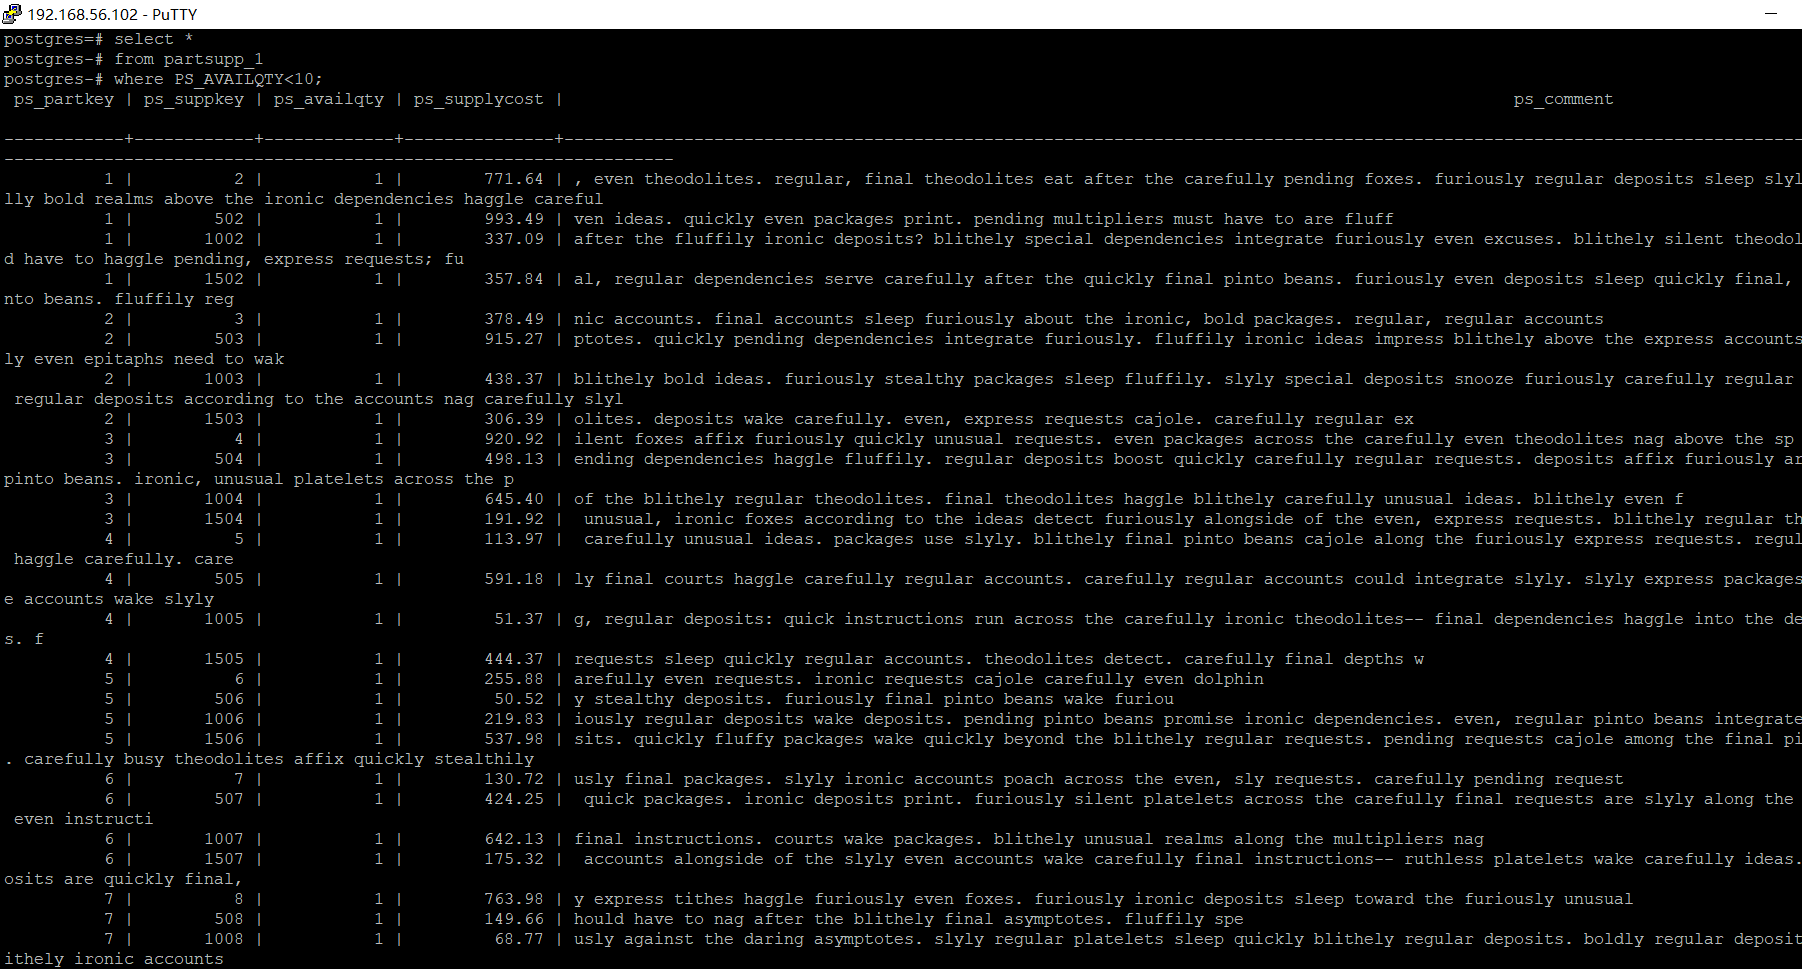 192.168.56.102 - PuTTY
postgres=# select *
postgres-# from partsupp_1
postgres-# where PS_AVAILQTY<10;
 ps_partkey | ps_suppkey | ps_availqty | ps_supplycost | ps_comment
------------+------------+-------------+---------------+----------------------------------------------------------------------------------------------------------------------------
-------------------------------------------------------------------
1 | 2 | 1 | 771.64 | , even theodolites. regular, final theodolites eat after the carefully pending foxes. furiously regular deposits sleep slyl
lly bold realms above the ironic dependencies haggle careful
1 | 502 | 1 | 993.49 | ven ideas. quickly even packages print. pending multipliers must have to are fluff
1 | 1002 | 1 | 337.09 | after the fluffily ironic deposits? blithely special dependencies integrate furiously even excuses. blithely silent theodol
d have to haggle pending, express requests; fu
1 | 1502 | 1 | 357.84 | al, regular dependencies serve carefully after the quickly final pinto beans. furiously even deposits sleep quickly final,
nto beans. fluffily reg
2 | 3 | 1 | 378.49 | nic accounts. final accounts sleep furiously about the ironic, bold packages. regular, regular accounts
2 | 503 | 1 | 915.27 | ptotes. quickly pending dependencies integrate furiously. fluffily ironic ideas impress blithely above the express accounts
ly even epitaphs need to wak
2 | 1003 | 1 | 438.37 | blithely bold ideas. furiously stealthy packages sleep fluffily. slyly special deposits snooze furiously carefully regular
 regular deposits according to the accounts nag carefully slyl
2 | 1503 | 1 | 306.39 | olites. deposits wake carefully. even, express requests cajole. carefully regular ex
3 | 4 | 1 | 920.92 | ilent foxes affix furiously quickly unusual requests. even packages across the carefully even theodolites nag above the sp
3 | 504 | 1 | 498.13 | ending dependencies haggle fluffily. regular deposits boost quickly carefully regular requests. deposits affix furiously ar
pinto beans. ironic, unusual platelets across the p
3 | 1004 | 1 | 645.40 | of the blithely regular theodolites. final theodolites haggle blithely carefully unusual ideas. blithely even f
3 | 1504 | 1 | 191.92 | unusual, ironic foxes according to the ideas detect furiously alongside of the even, express requests. blithely regular th
4 | 5 | 1 | 113.97 | carefully unusual ideas. packages use slyly. blithely final pinto beans cajole along the furiously express requests. regul
 haggle carefully. care
4 | 505 | 1 | 591.18 | ly final courts haggle carefully regular accounts. carefully regular accounts could integrate slyly. slyly express packages
e accounts wake slyly
4 | 1005 | 1 | 51.37 | g, regular deposits: quick instructions run across the carefully ironic theodolites-- final dependencies haggle into the de
s. f
4 | 1505 | 1 | 444.37 | requests sleep quickly regular accounts. theodolites detect. carefully final depths w
5 | 6 | 1 | 255.88 | arefully even requests. ironic requests cajole carefully even dolphin
5 | 506 | 1 | 50.52 | y stealthy deposits. furiously final pinto beans wake furiou
5 | 1006 | 1 | 219.83 | iously regular deposits wake deposits. pending pinto beans promise ironic dependencies. even, regular pinto beans integrate
5 | 1506 | 1 | 537.98 | sits. quickly fluffy packages wake quickly beyond the blithely regular requests. pending requests cajole among the final pi
. carefully busy theodolites affix quickly stealthily
6 | 7 | 1 | 130.72 | usly final packages. slyly ironic accounts poach across the even, sly requests. carefully pending request
6 | 507 | 1 | 424.25 | quick packages. ironic deposits print. furiously silent platelets across the carefully final requests are slyly along the
 even instructi
6 | 1007 | 1 | 642.13 | final instructions. courts wake packages. blithely unusual realms along the multipliers nag
6 | 1507 | 1 | 175.32 | accounts alongside of the slyly even accounts wake carefully final instructions-- ruthless platelets wake carefully ideas.
osits are quickly final,
7 | 8 | 1 | 763.98 | y express tithes haggle furiously even foxes. furiously ironic deposits sleep toward the furiously unusual
7 | 508 | 1 | 149.66 | hould have to nag after the blithely final asymptotes. fluffily spe
7 | 1008 | 1 | 68.77 | usly against the daring asymptotes. slyly regular platelets sleep quickly blithely regular deposits. boldly regular deposit
ithely ironic accounts